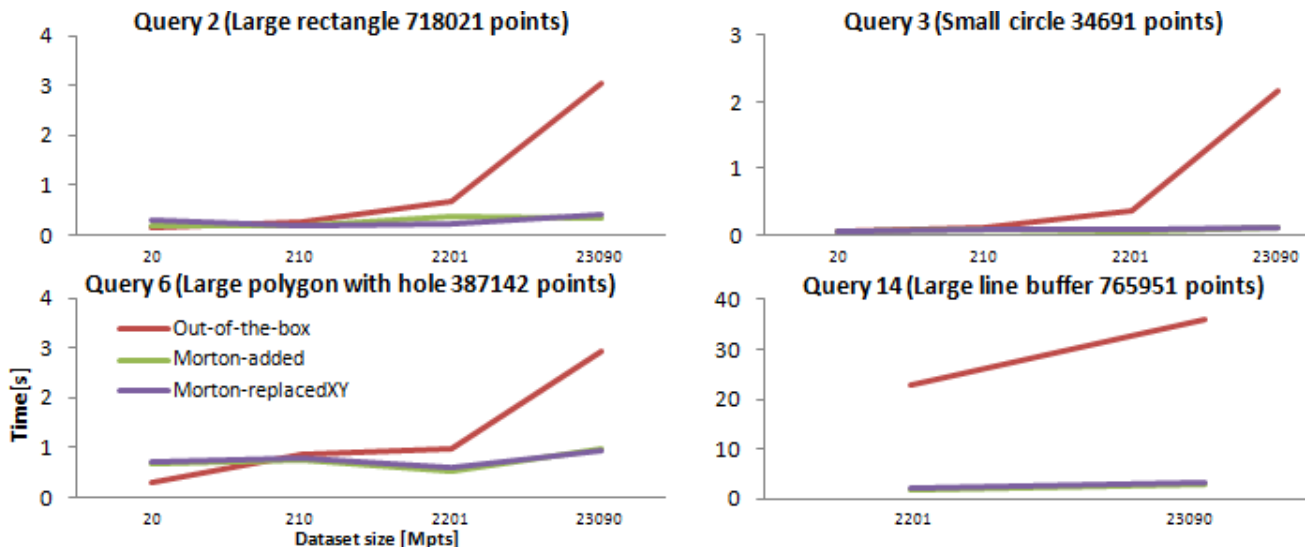 Query 2 (Large rectangle 718021 points)
4
3
2
1
0
20 210 2201 23090
Query 3 (Small circle 34691 points)
3
2
1
0
20 210 2201 23090
Query 6 (Large polygon with hole 387142 points)
4
3
2
1
0
Time[s]
Out-of-the-box
Morton-added
Morton-replacedXY
20 210 2201 23090
Dataset size [Mpts]
Query 14 (Large line buffer 765951 points)
40
30
20
10
0
2201 23090